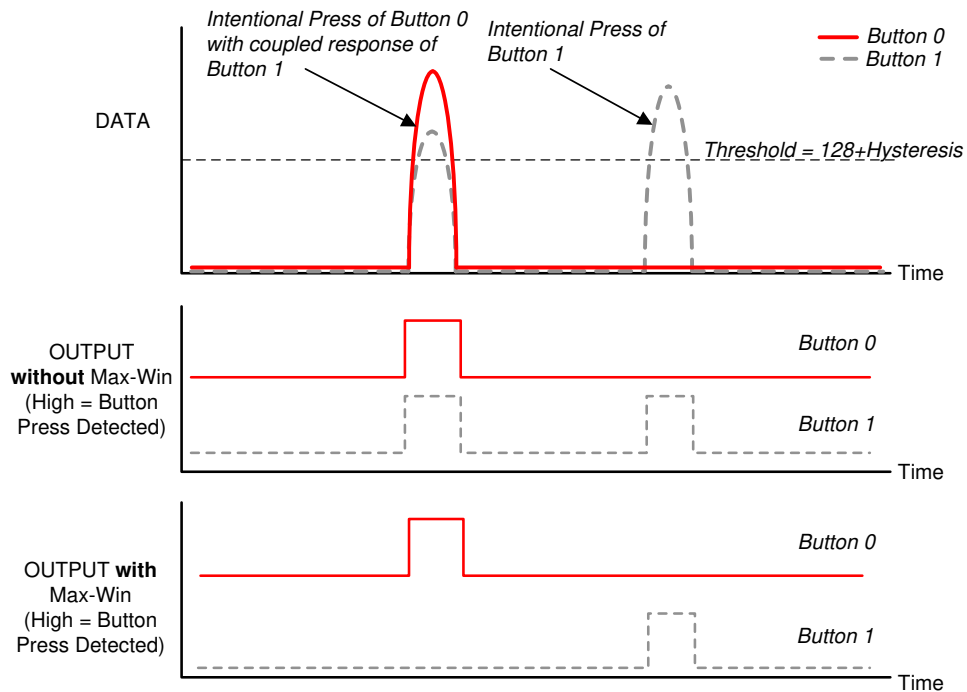 Intentional Press of Button 0
with coupled response of
Button 1
Intentional Press of
Button 1
Button 0
Button 1
DATA
Threshold = 128+Hysteresis
Time
OUTPUT
without Max-Win
(High = Button
Press Detected)
Button 0
Button 1
Time
OUTPUT with
Max-Win
(High = Button
Press Detected)
Button 0
Button 1
Time